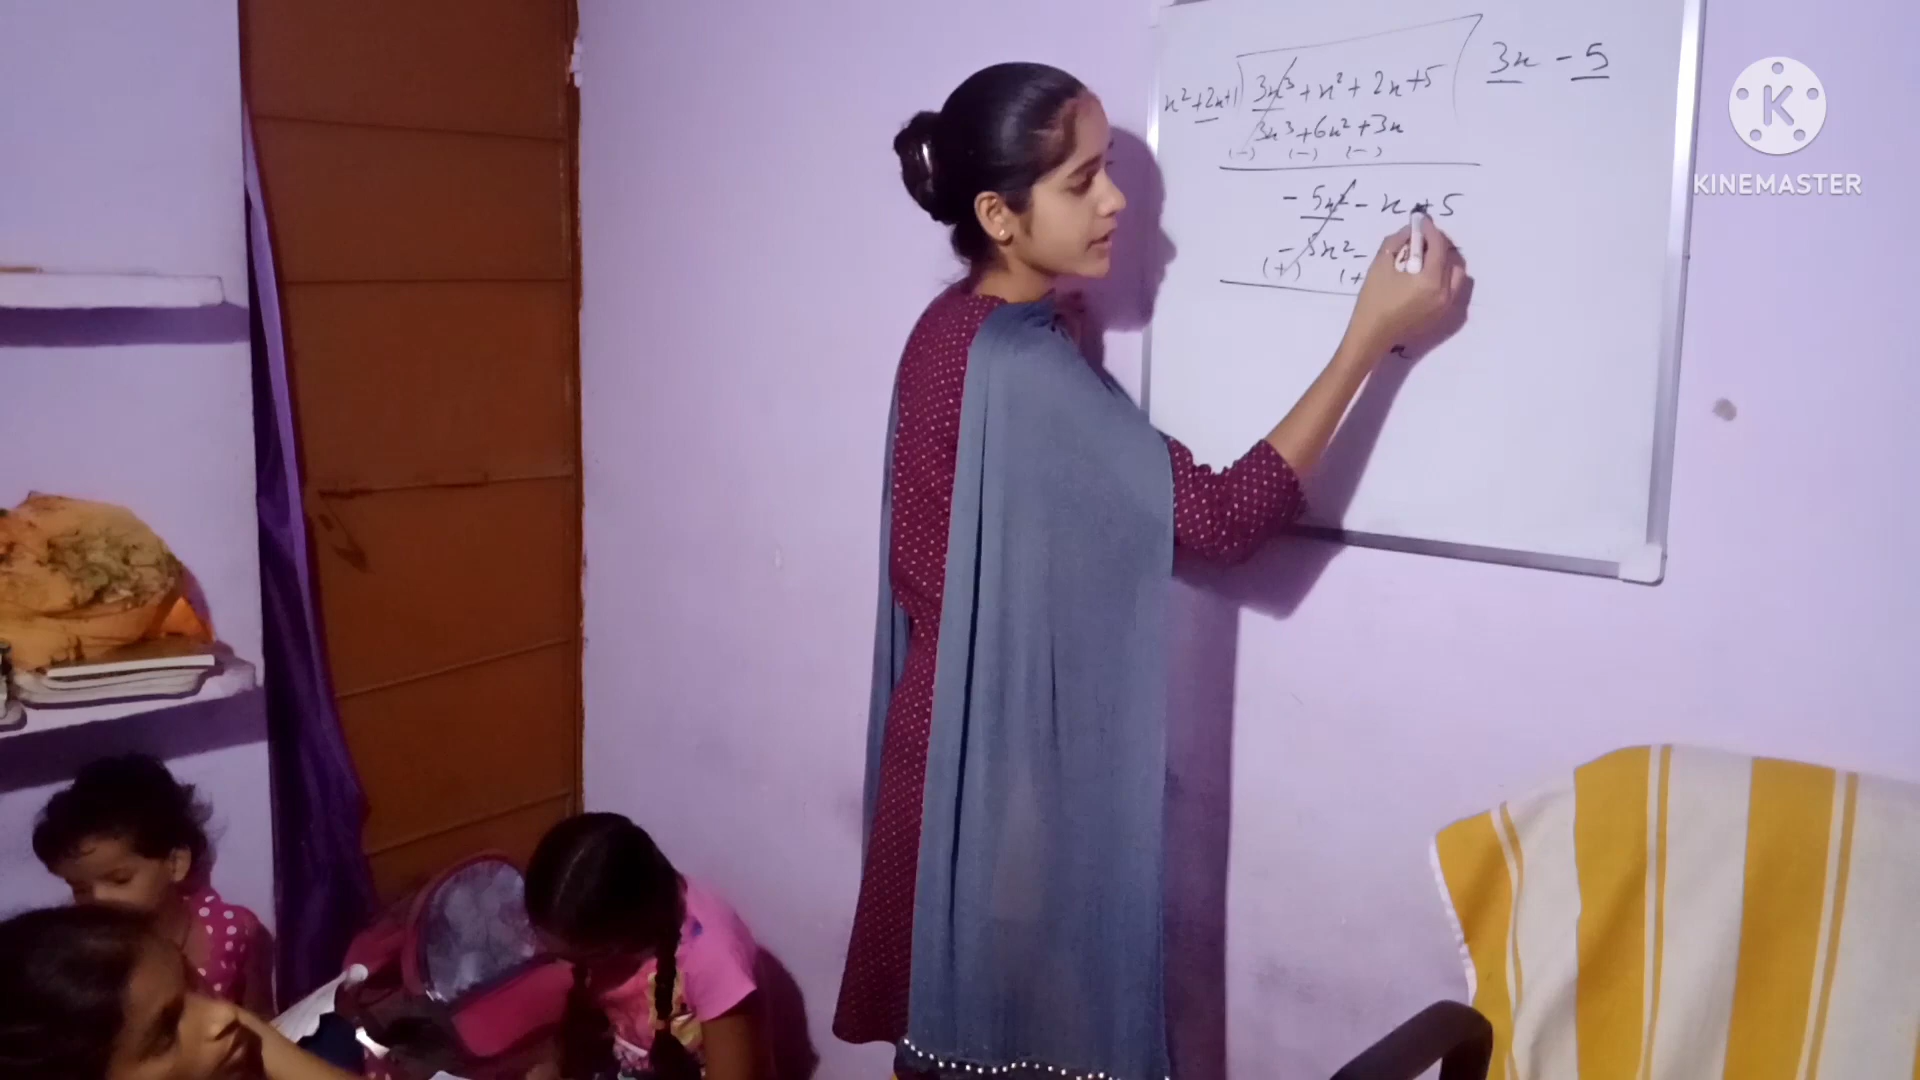 x²+2x+1) 3x³+x²+2x+5 ( 3x - 5
3x³+6x²+3x
(-) (-) (-)
- 5x² - x + 5
- 5x² -
(+) (+
K
KINEMASTER